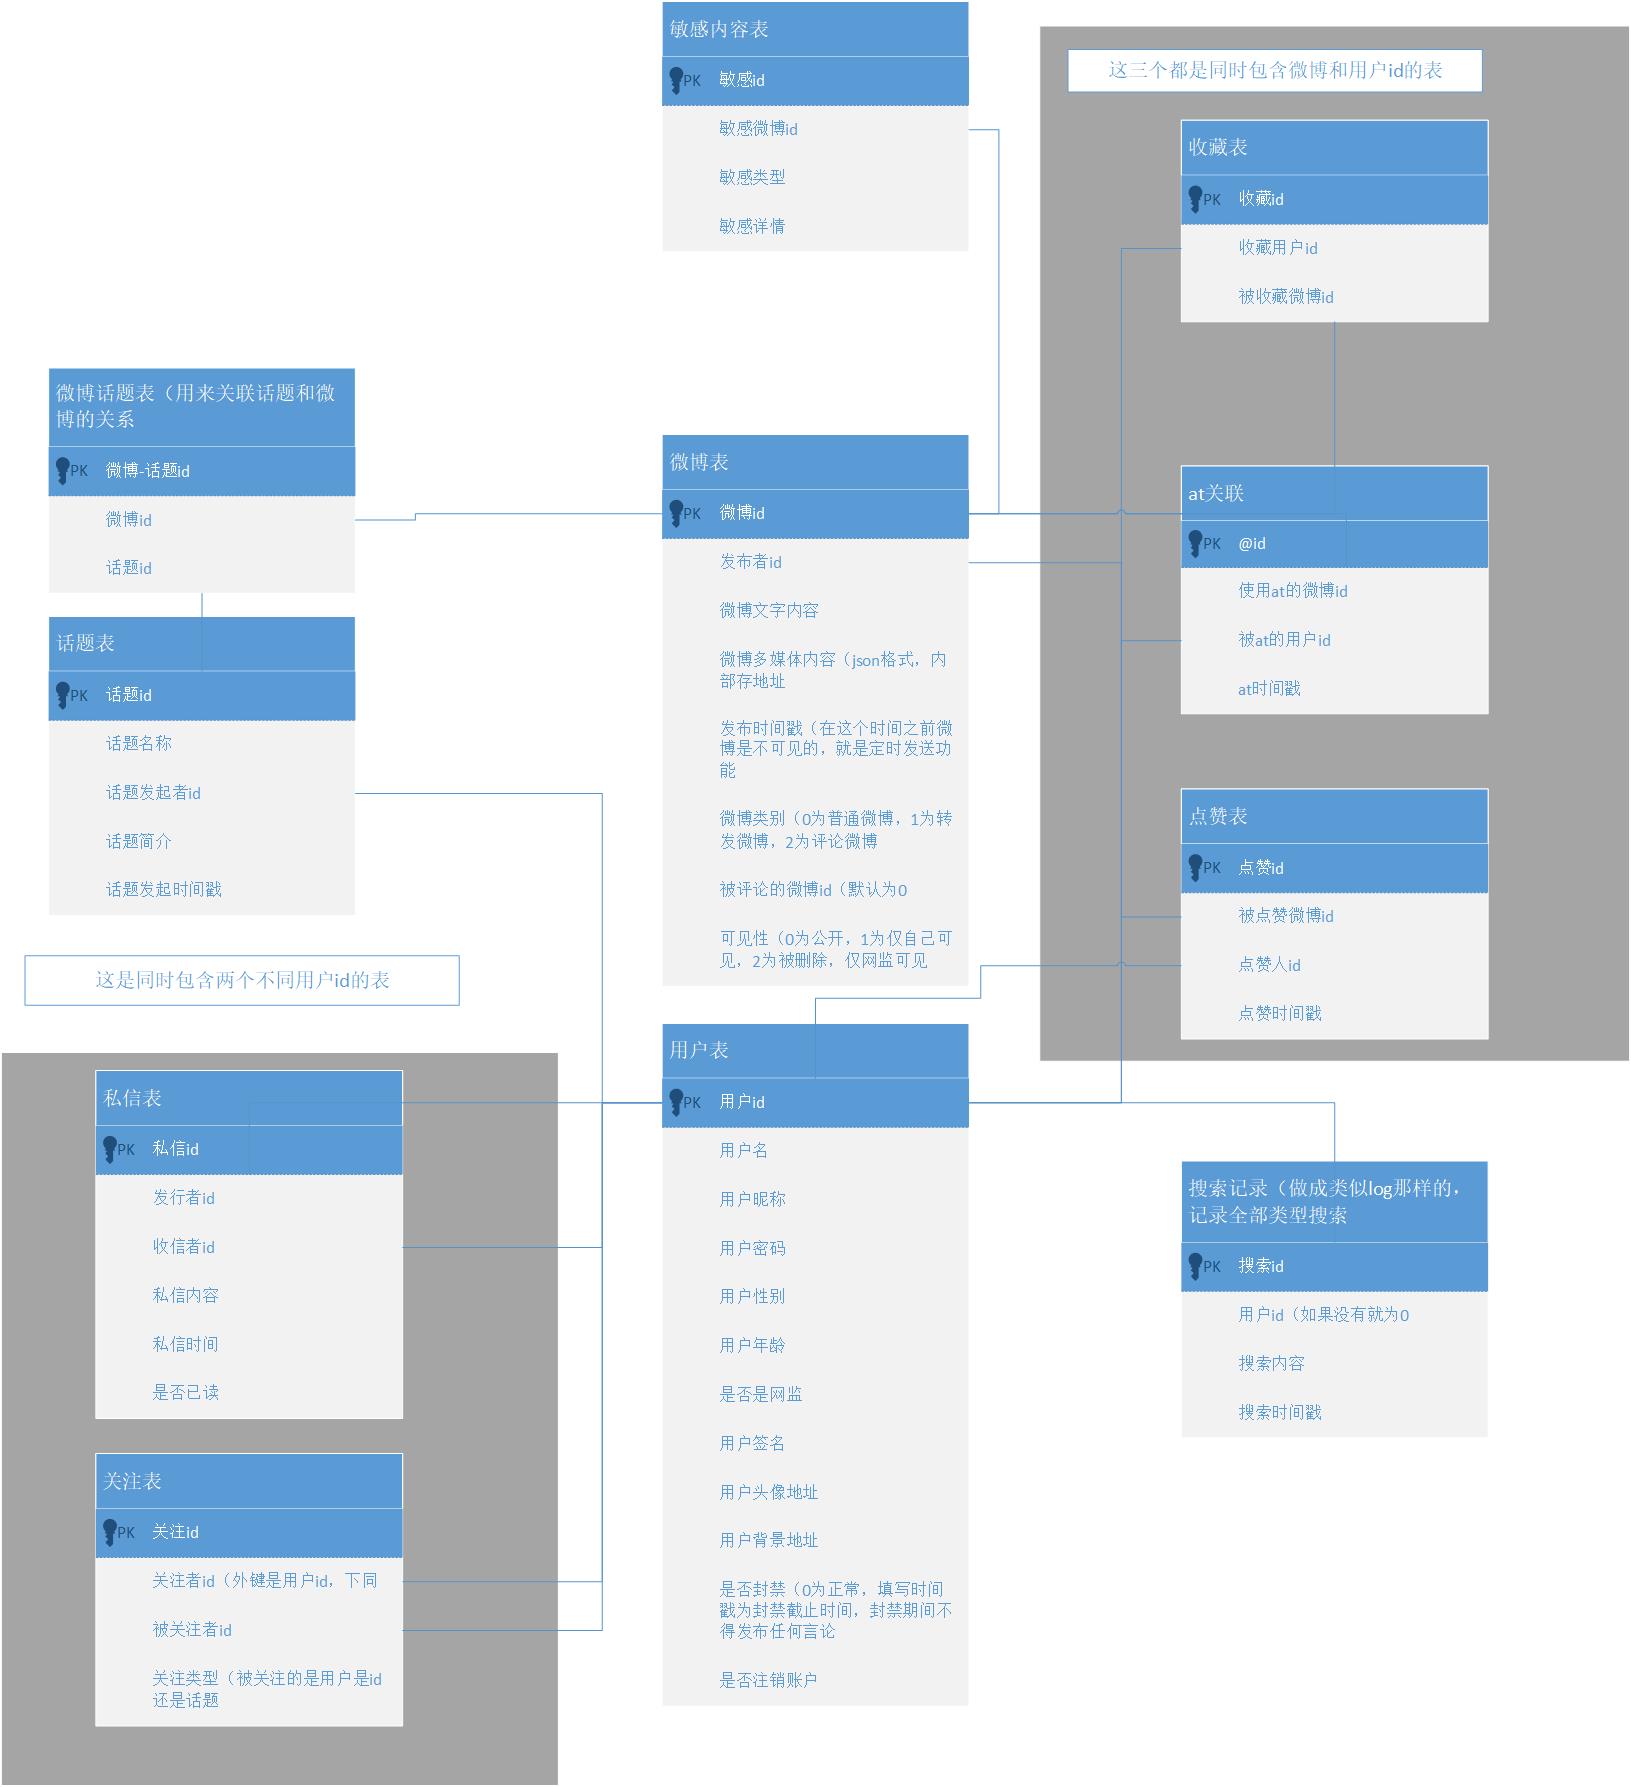 敏感内容表
PK 敏感id
敏感微博id
敏感类型
敏感详情
这三个都是同时包含微博和用户id的表
收藏表
PK 收藏id
收藏用户id
被收藏微博id
微博话题表（用来关联话题和微
博的关系
PK 微博-话题id
微博id
话题id
话题表
PK 话题id
话题名称
话题发起者id
话题简介
话题发起时间戳
微博表
PK 微博id
发布者id
微博文字内容
微博多媒体内容（json格式，内
部存地址
发布时间戳（在这个时间之前微
博是不可见的，就是定时发送功
能
微博类别（0为普通微博，1为转
发微博，2为评论微博
被评论的微博id（默认为0
可见性（0为公开，1为仅自己可
见，2为被删除，仅网监可见
at关联
PK @id
使用at的微博id
被at的用户id
at时间戳
点赞表
PK 点赞id
被点赞微博id
点赞人id
点赞时间戳
这是同时包含两个不同用户id的表
私信表
PK 私信id
发行者id
收信者id
私信内容
私信时间
是否已读
关注表
PK 关注id
关注者id（外键是用户id，下同
被关注者id
关注类型（被关注的是用户是id
还是话题
用户表
PK 用户id
用户名
用户昵称
用户密码
用户性别
用户年龄
是否是网监
用户签名
用户头像地址
用户背景地址
是否封禁（0为正常，填写时间
戳为封禁截止时间，封禁期间不
得发布任何言论
是否注销账户
搜索记录（做成类似log那样的，
记录全部类型搜索
PK 搜索id
用户id（如果没有就为0
搜索内容
搜索时间戳